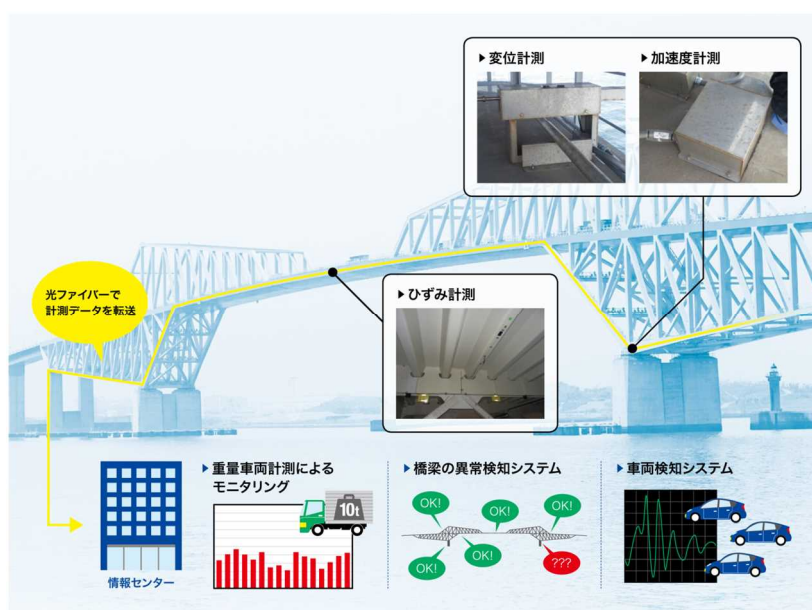 ▶変位計測
▶加速度計測
光ファイバーで
計測データを転送
▶ひずみ計測
情報センター
▶重量車両計測による
モニタリング
10t
▶橋梁の異常検知システム
OK!
OK!
OK!
OK!
OK!
???
▶車両検知システム